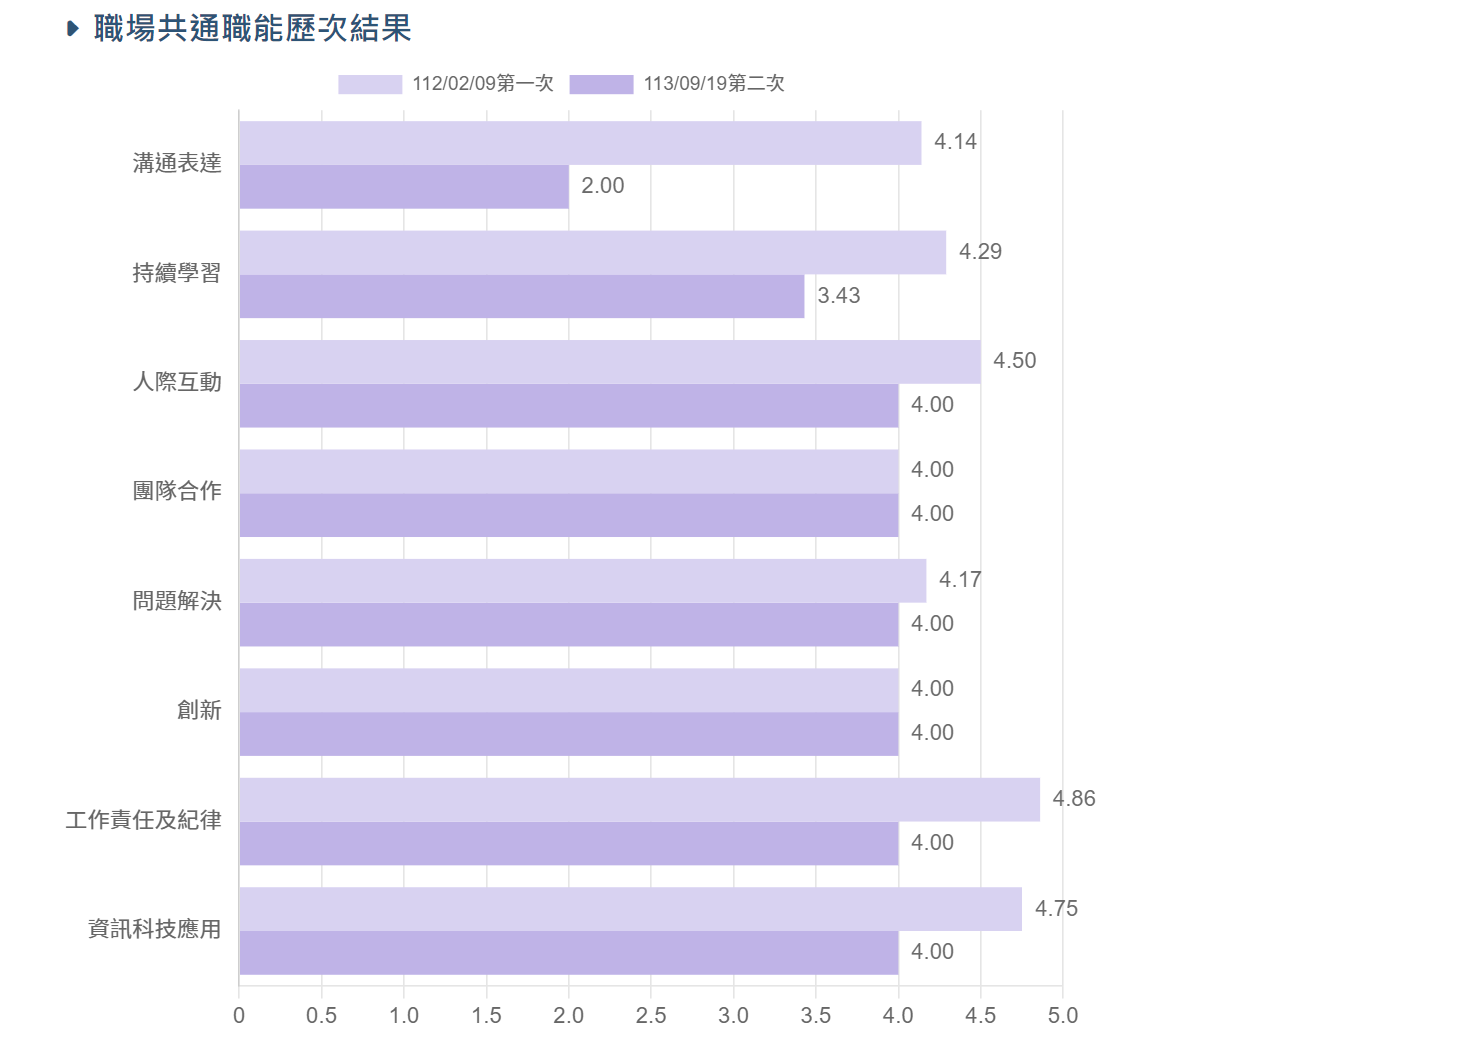 職場共通職能歷次結果
112/02/09第一次 113/09/19第二次
溝通表達 4.14
2.00
持續學習 4.29
3.43
人際互動 4.50
4.00
團隊合作 4.00
4.00
問題解決 4.17
4.00
創新 4.00
4.00
工作責任及紀律 4.86
4.00
資訊科技應用 4.75
4.00
0 0.5 1.0 1.5 2.0 2.5 3.0 3.5 4.0 4.5 5.0